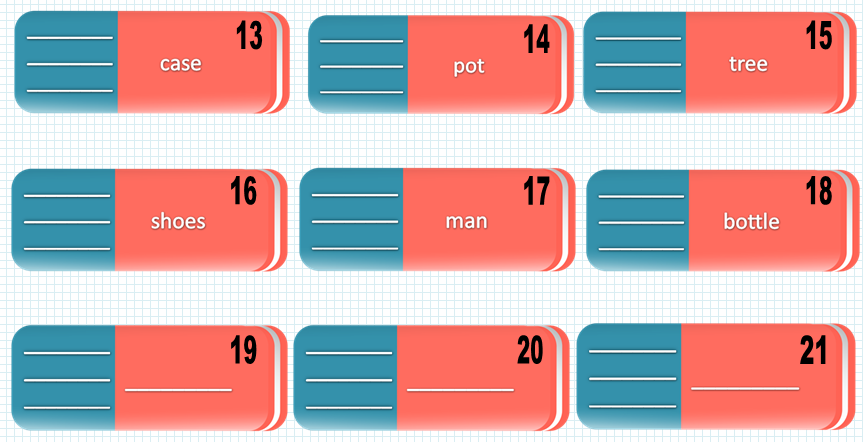 13
case
14
pot
15
tree
16
shoes
17
man
18
bottle
19
20
21